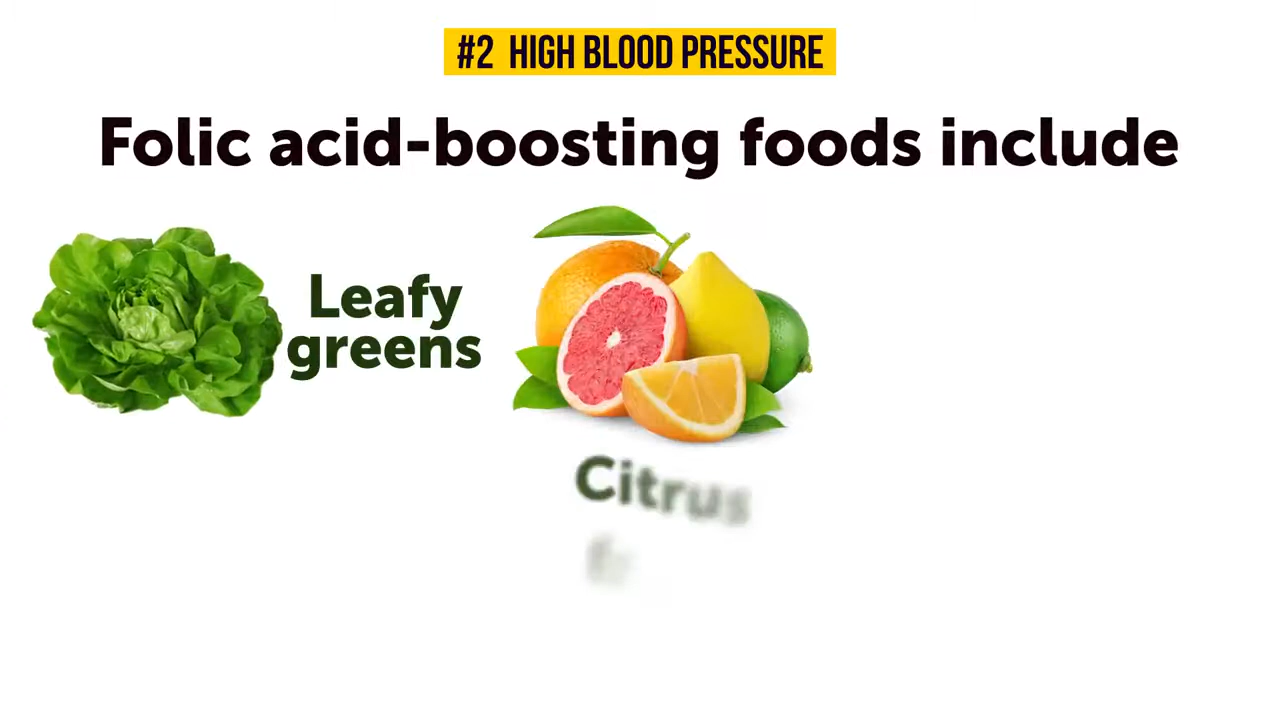 #2 HIGH BLOOD PRESSURE
Folic acid-boosting foods include
Leafy
greens
Citrus